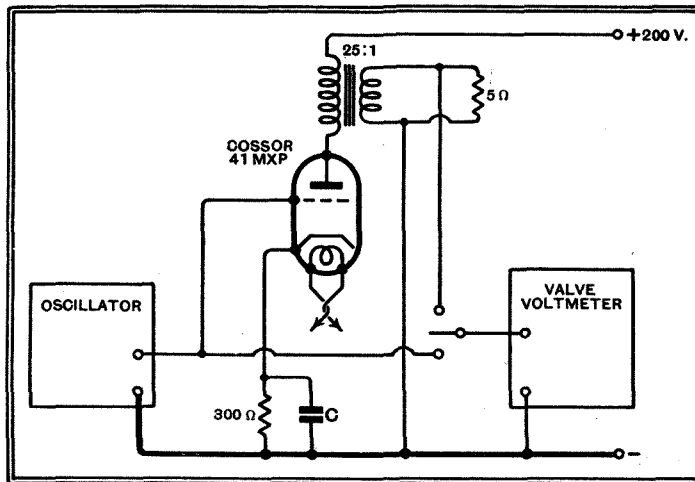 +200 V.
25:1
5Ω
COSSOR
41 MXP
OSCILLATOR
VALVE
VOLTMETER
300 Ω
C
-